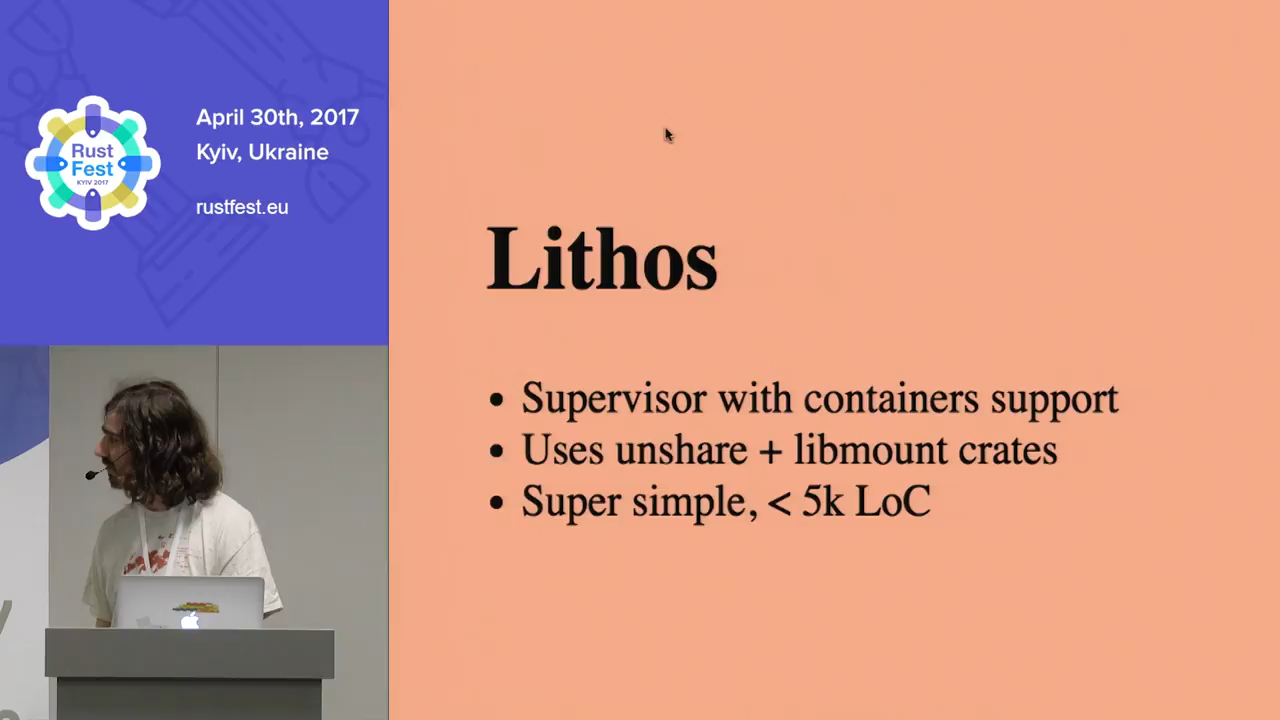 April 30th, 2017
Kyiv, Ukraine
rustfest.eu
Rust
Fest
KYIV 2017
Lithos
• Supervisor with containers support
• Uses unshare + libmount crates
• Super simple, < 5k LoC